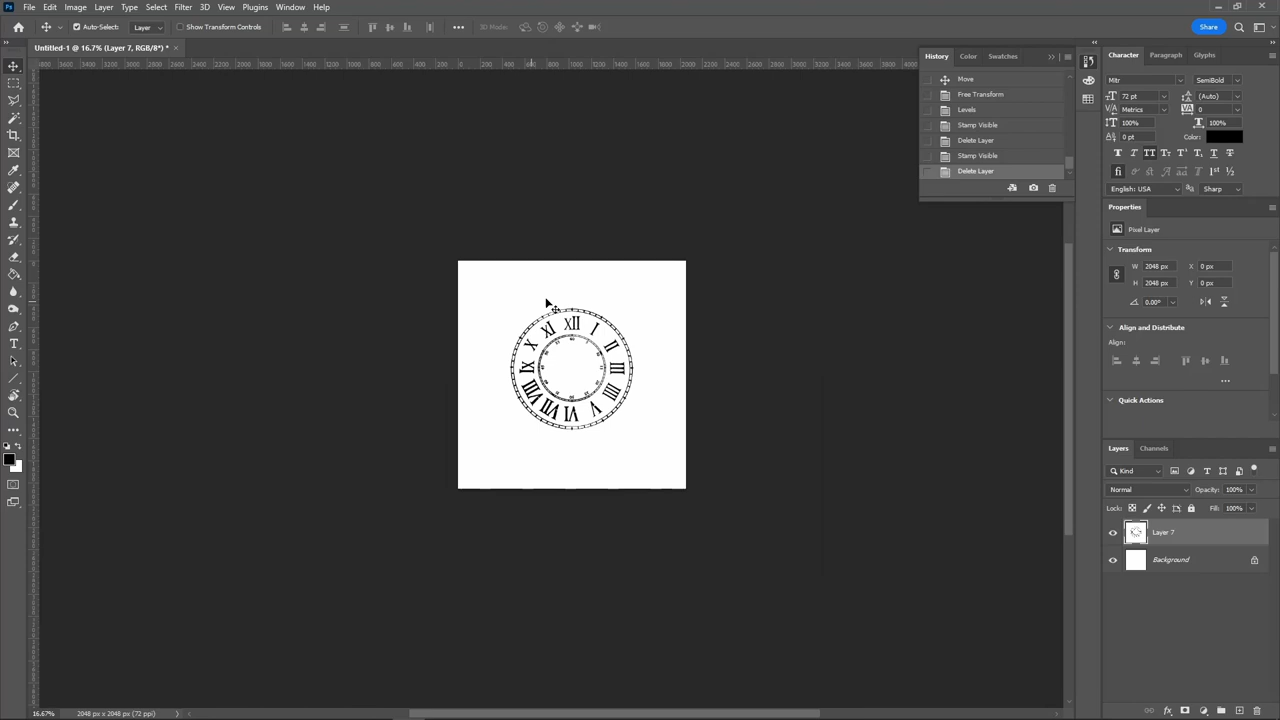 Ps File Edit Image Layer Type Select Filter 3D View Plugins Window Help
Auto-Select: Layer Show Transform Controls 3D Mode: Share
Untitled-1 @ 16.7% (Layer 7, RGB/8*) * ×
History Color Swatches
Move
Free Transform
Levels
Stamp Visible
Delete Layer
Stamp Visible
Delete Layer
Character Paragraph Glyphs
Mitr SemiBold
72 pt (Auto)
Metrics 0
100% 100%
0 pt Color:
English: USA Sharp
Properties
Pixel Layer
Transform
W 2048 px X 0 px
H 2048 px Y 0 px
0.00°
Align and Distribute
Align:
Quick Actions
Layers Channels
Kind
Normal Opacity: 100%
Lock: Fill: 100%
Layer 7
Background
XII
I
II
III
IIII
V
VI
VII
VIII
IX
X
XI
16.67% 2048 px x 2048 px (72 ppi)